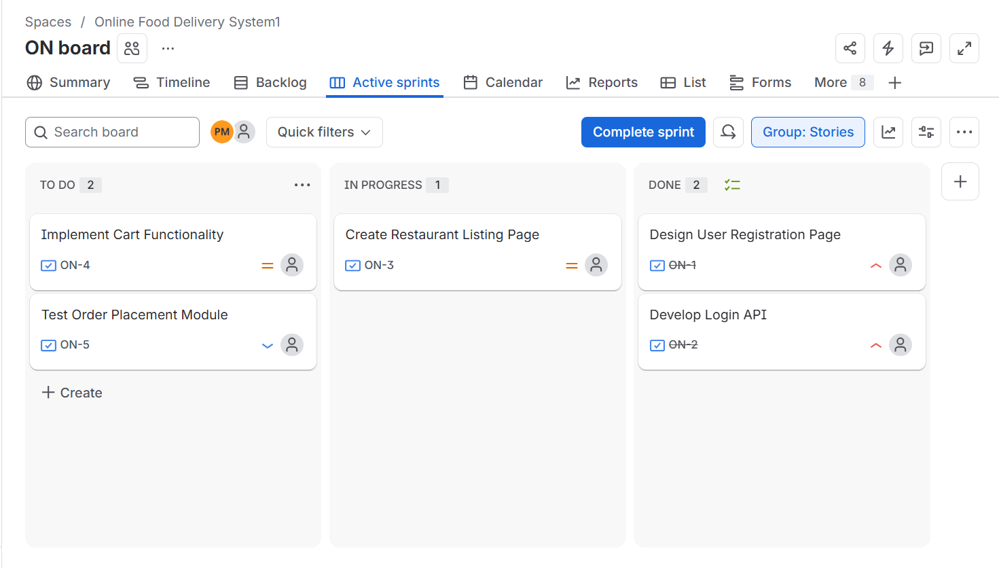 Spaces / Online Food Delivery System1
ON board
Summary Timeline Backlog Active sprints Calendar Reports List Forms More 8
Search board PM Quick filters Complete sprint Group: Stories
TO DO 2
Implement Cart Functionality
ON-4
Test Order Placement Module
ON-5
Create
IN PROGRESS 1
Create Restaurant Listing Page
ON-3
DONE 2
Design User Registration Page
ON-1
Develop Login API
ON-2